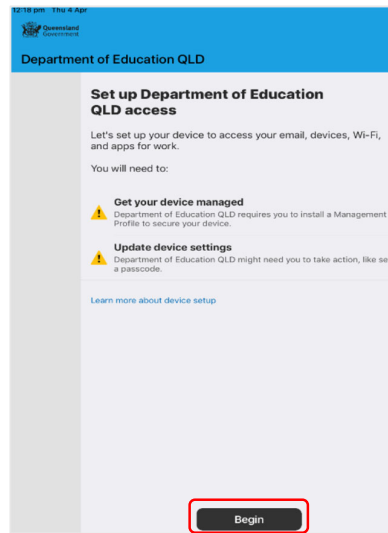 12:18 pm Thu 4 Apr
Queensland
Government
Department of Education QLD
Set up Department of Education
QLD access
Let's set up your device to access your email, devices, Wi-Fi,
and apps for work.
You will need to:
Get your device managed
Department of Education QLD requires you to install a Management
Profile to secure your device.
Update device settings
Department of Education QLD might need you to take action, like se
a passcode.
Learn more about device setup
Begin